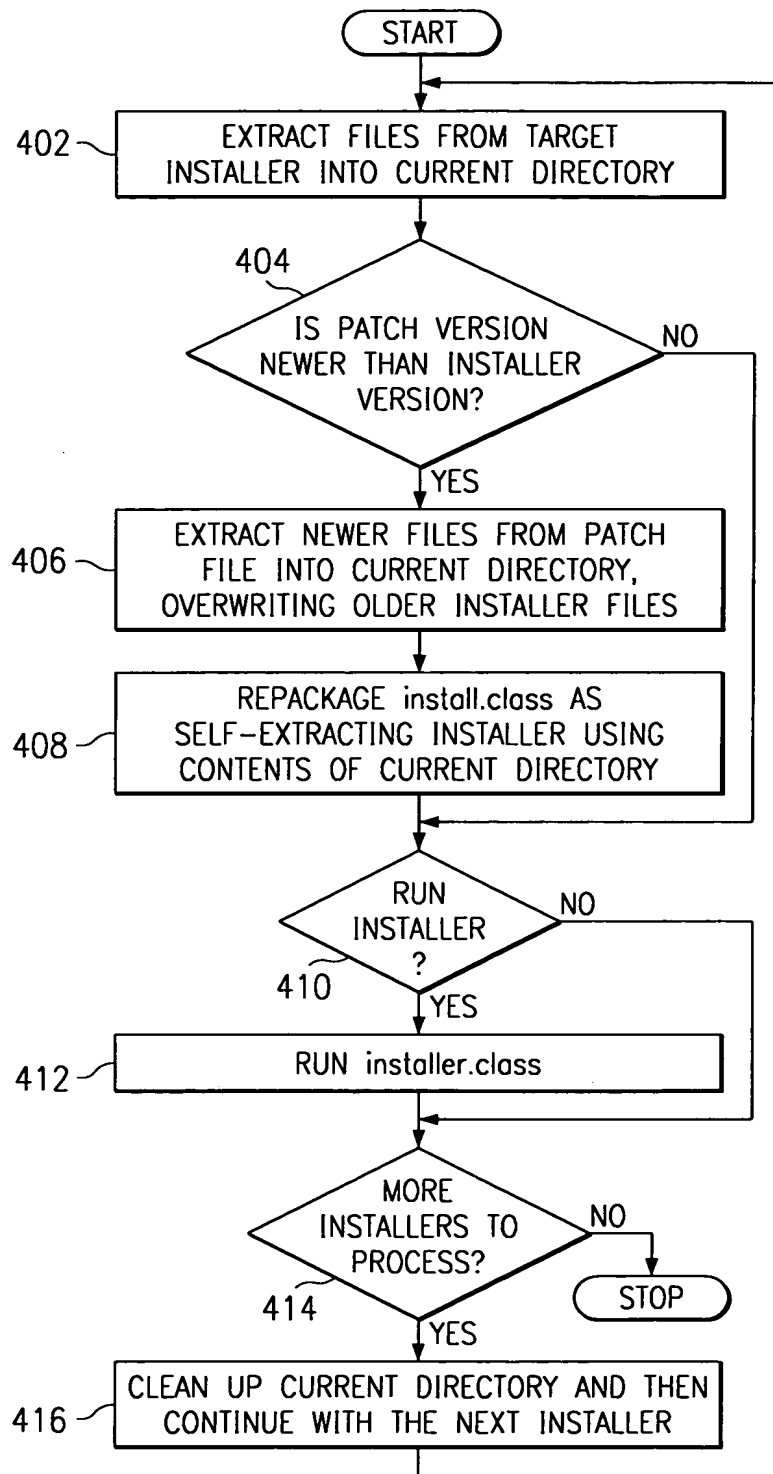 START
402
EXTRACT FILES FROM TARGET
INSTALLER INTO CURRENT DIRECTORY
404
IS PATCH VERSION
NEWER THAN INSTALLER
VERSION?
NO
YES
406
EXTRACT NEWER FILES FROM PATCH
FILE INTO CURRENT DIRECTORY,
OVERWRITING OLDER INSTALLER FILES
408
REPACKAGE install.class AS
SELF-EXTRACTING INSTALLER USING
CONTENTS OF CURRENT DIRECTORY
RUN
INSTALLER
?
NO
410
YES
412
RUN installer.class
MORE
INSTALLERS TO
PROCESS?
NO
414
STOP
YES
416
CLEAN UP CURRENT DIRECTORY AND THEN
CONTINUE WITH THE NEXT INSTALLER